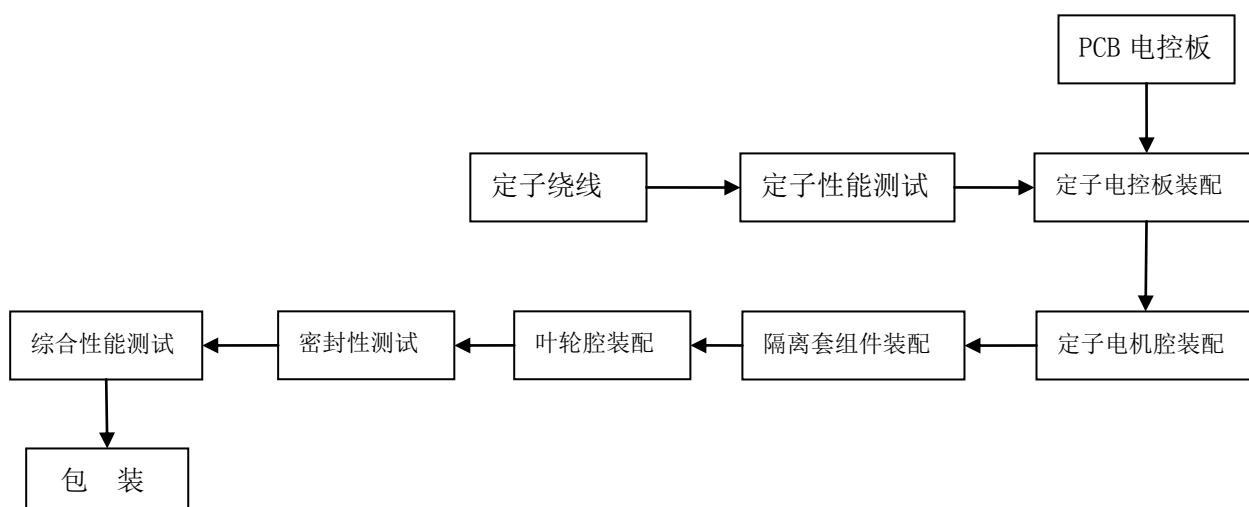 PCB 电控板
定子绕线
定子性能测试
定子电控板装配
综合性能测试
密封性测试
叶轮腔装配
隔离套组件装配
定子电机腔装配
包 装